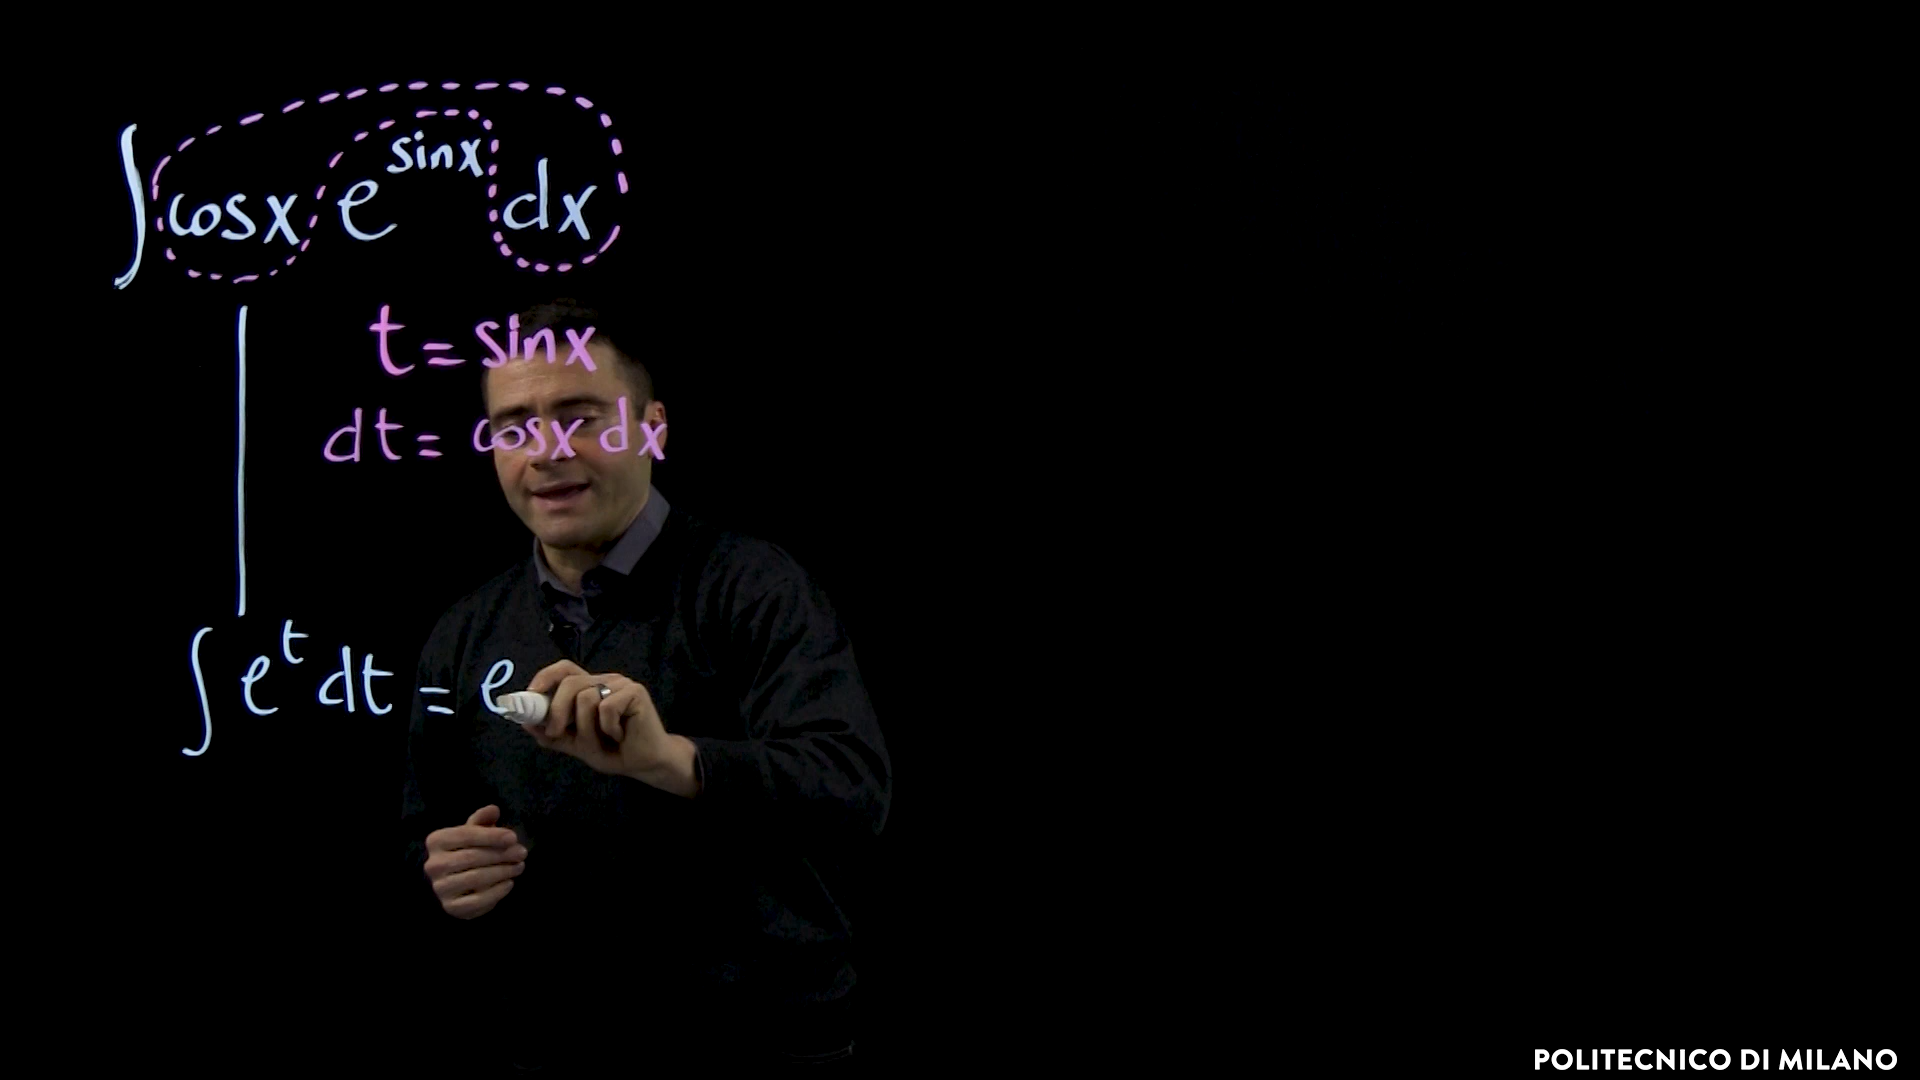 ∫ cosx e^sinx dx
t = sinx
dt = cosx dx
∫ e^t dt = e
POLITECNICO DI MILANO